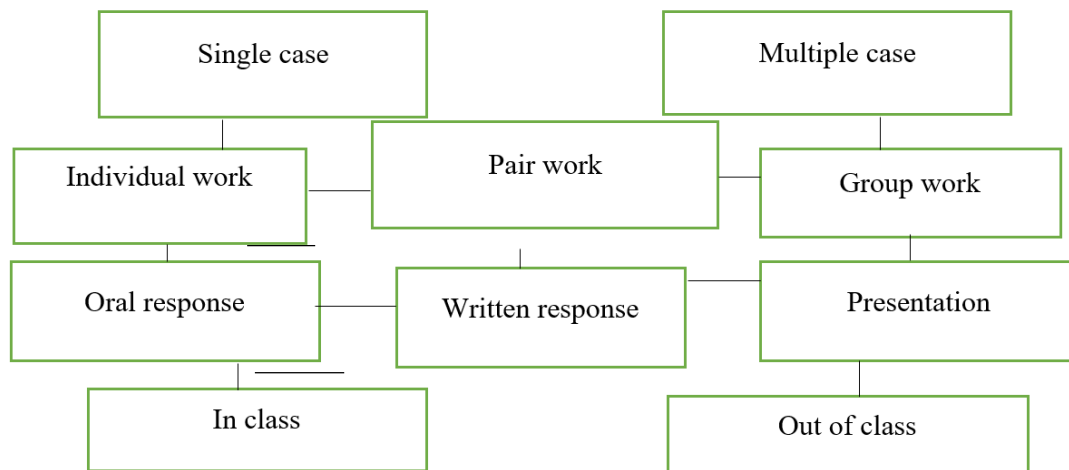 Single case
Multiple case
Individual work
Pair work
Group work
Oral response
Written response
Presentation
In class
Out of class